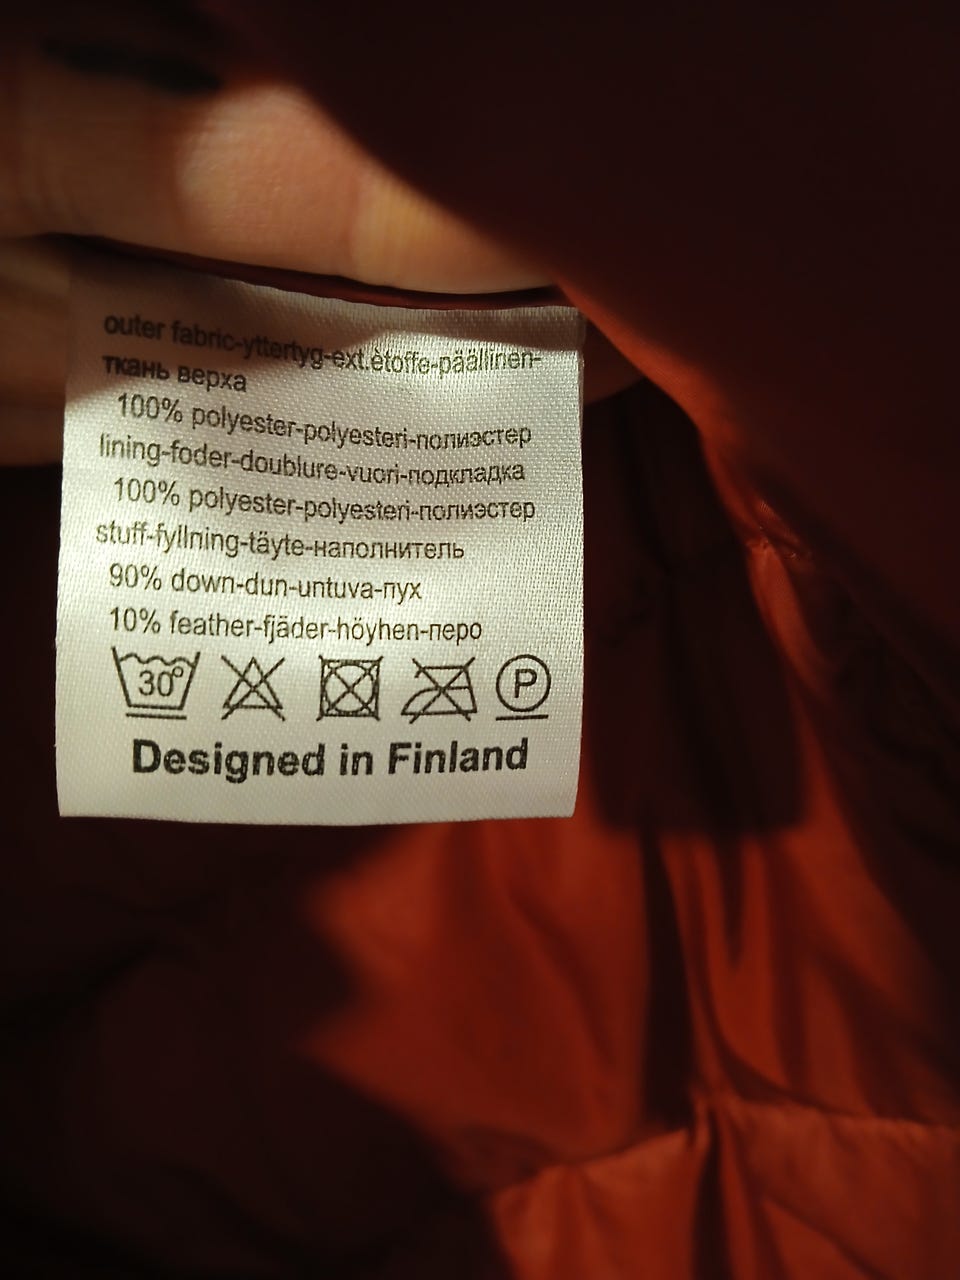 outer fabric-yttertyg-ext.ètoffe-päällinen-
ткань верха
100% polyester-polyesteri-полиэстер
lining-foder-doublure-vuori-подкладка
100% polyester-polyesteri-полиэстер
stuff-fyllning-täyte-наполнитель
90% down-dun-untuva-пух
10% feather-fjäder-höyhen-перо
30° P
Designed in Finland